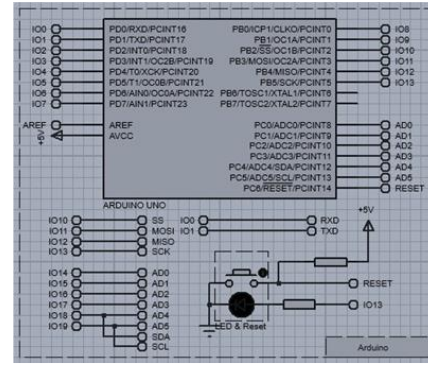 IO0 PD0/RXD/PCINT16 PB0/ICP1/CLKO/PCINT0 IO8
IO1 PD1/TXD/PCINT17 PB1/OC1A/PCINT1 IO9
IO2 PD2/INT0/PCINT18 PB2/SS/OC1B/PCINT2 IO10
IO3 PD3/INT1/OC2B/PCINT19 PB3/MOSI/OC2A/PCINT3 IO11
IO4 PD4/T0/XCK/PCINT20 PB4/MISO/PCINT4 IO12
IO5 PD5/T1/OC0B/PCINT21 PB5/SCK/PCINT5 IO13
IO6 PD6/AIN0/OC0A/PCINT22 PB6/TOSC1/XTAL1/PCINT6
IO7 PD7/AIN1/PCINT23 PB7/TOSC2/XTAL2/PCINT7
AREF AREF PC0/ADC0/PCINT8 AD0
+5V AVCC PC1/ADC1/PCINT9 AD1
PC2/ADC2/PCINT10 AD2
PC3/ADC3/PCINT11 AD3
PC4/ADC4/SDA/PCINT12 AD4
PC5/ADC5/SCL/PCINT13 AD5
PC6/RESET/PCINT14 RESET
ARDUINO UNO
IO10 SS IO0 RXD
IO11 MOSI IO1 TXD
IO12 MISO
IO13 SCK
+5V
IO14 AD0
IO15 AD1
IO16 AD2
IO17 AD3
IO18 AD4
IO19 AD5
SDA
SCL
RESET
IO13
LED & Reset
Arduino